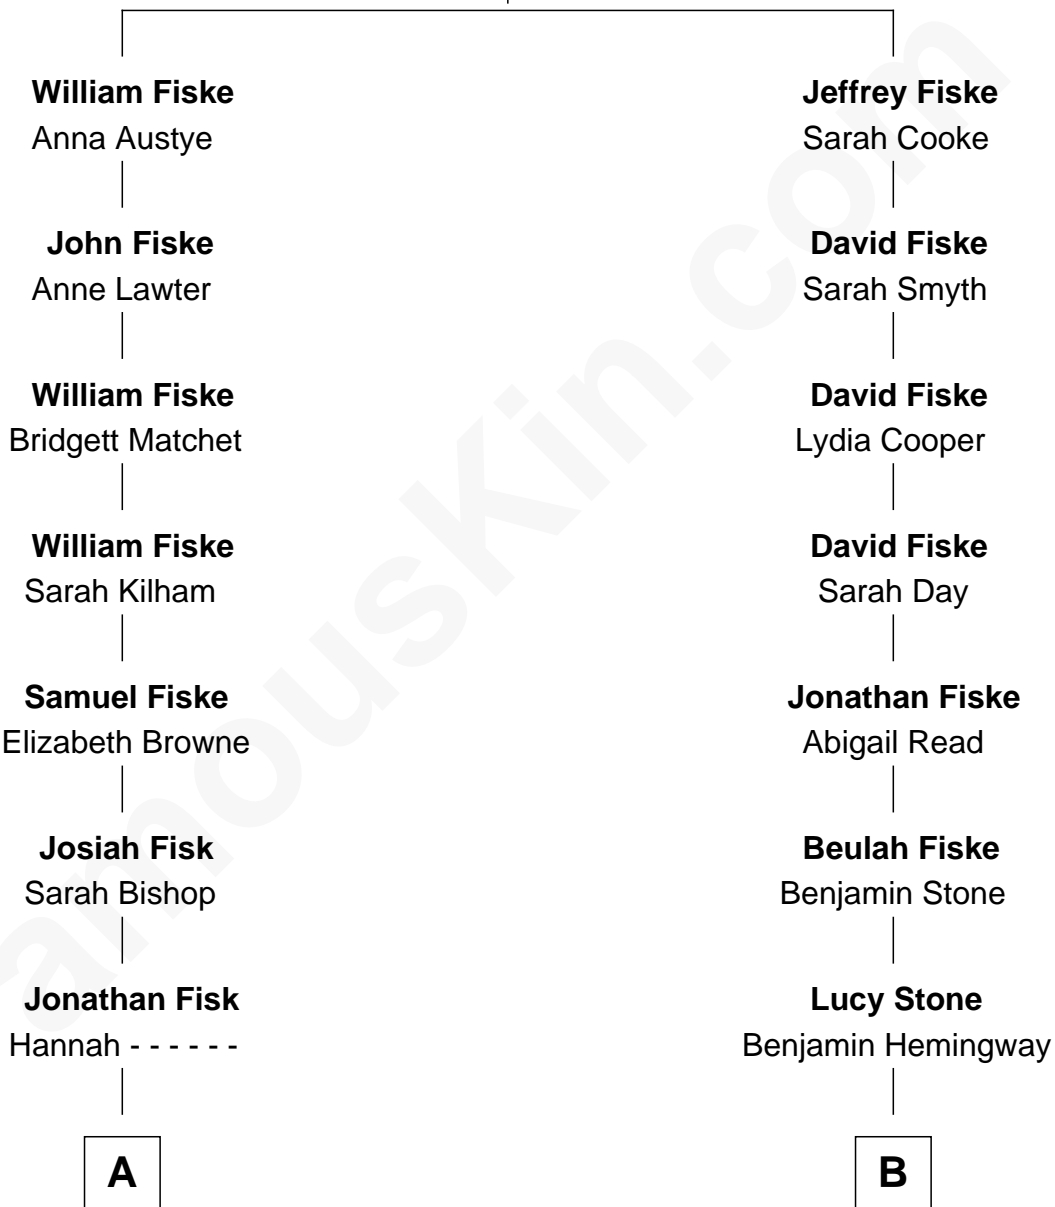 William Fiske
Anna Austye
John Fiske
Anne Lawter
William Fiske
Bridgett Matchet
William Fiske
Sarah Kilham
Samuel Fiske
Elizabeth Browne
Josiah Fisk
Sarah Bishop
Jonathan Fisk
Hannah - - - - - -
A
Jeffrey Fiske
Sarah Cooke
David Fiske
Sarah Smyth
David Fiske
Lydia Cooper
David Fiske
Sarah Day
Jonathan Fiske
Abigail Read
Beulah Fiske
Benjamin Stone
Lucy Stone
Benjamin Hemingway
B
amousKin.com